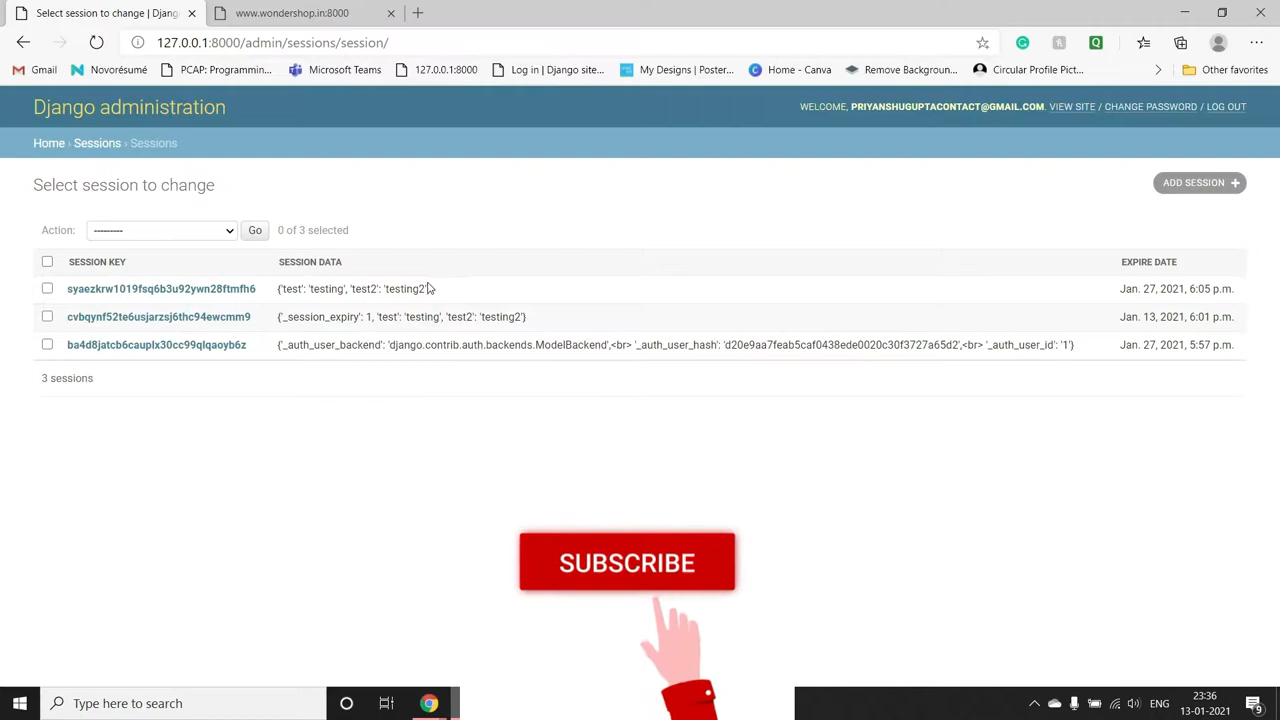 Select session to change | Djang
www.wondershop.in:8000
127.0.0.1:8000/admin/sessions/session/
Gmail
Novorésumé
PCAP: Programmin...
Microsoft Teams
127.0.0.1:8000
Log in | Django site...
My Designs | Poster...
Home - Canva
Remove Backgroun...
Circular Profile Pict...
Other favorites
Django administration
WELCOME, PRIYANSHUGUPTACONTACT@GMAIL.COM. VIEW SITE / CHANGE PASSWORD / LOG OUT
Home › Sessions › Sessions
Select session to change
ADD SESSION +
Action: --------- Go 0 of 3 selected
SESSION KEY SESSION DATA EXPIRE DATE
syaezkrw1019fsq6b3u92ywn28ftmfh6 {'test': 'testing', 'test2': 'testing2'} Jan. 27, 2021, 6:05 p.m.
cvbqynf52te6usjarzsj6thc94ewcmm9 {'_session_expiry': 1, 'test': 'testing', 'test2': 'testing2'} Jan. 13, 2021, 6:01 p.m.
ba4d8jatcb6cauplx30cc99qlqaoyb6z {'_auth_user_backend': 'django.contrib.auth.backends.ModelBackend',<br> '_auth_user_hash': 'd20e9aa7feab5caf0438ede0020c30f3727a65d2',<br> '_auth_user_id': '1'} Jan. 27, 2021, 5:57 p.m.
3 sessions
SUBSCRIBE
Type here to search
ENG
23:36
13-01-2021
9